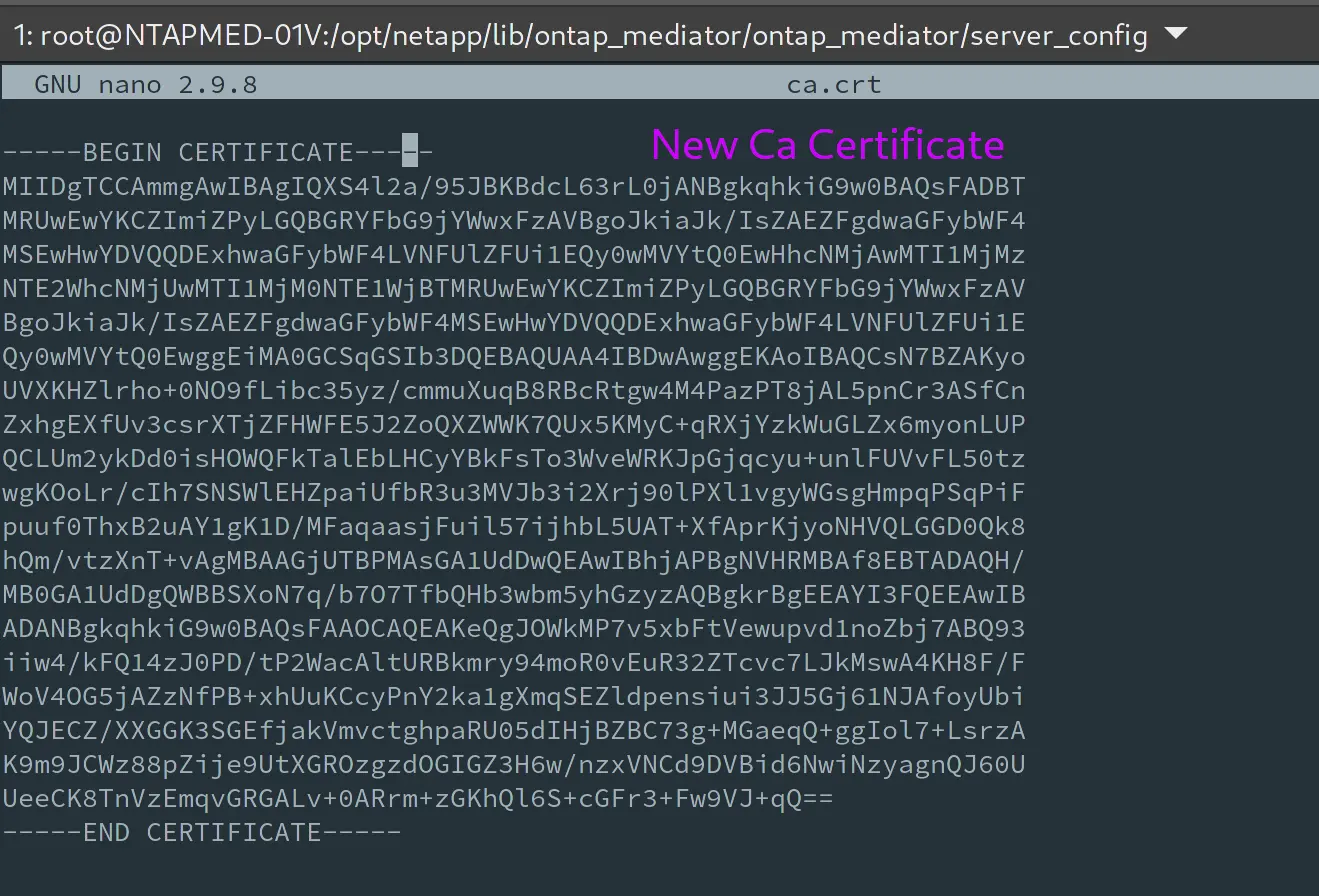 1: root@NTAPMED-01V:/opt/netapp/lib/ontap_mediator/ontap_mediator/server_config
GNU nano 2.9.8 ca.crt
-----BEGIN CERTIFICATE-----
New Ca Certificate
MIIDgTCCAmmgAwIBAgIQXS4l2a/95JBKBdcL63rL0jANBgkqhkiG9w0BAQsFADBT
MRUwEwYKCZImiZPyLGQBGRYFbG9jYWwxFzAVBgoJkiaJk/IsZAEZFgdwaGFybWF4
MSEwHwYDVQQDExhwaGFybWF4LVNFUlZFUi1EQy0wMVYtQ0EwHhcNMjAwMTI1MjMz
NTE2WhcNMjUwMTI1MjM0NTE1WjBTMRUwEwYKCZImiZPyLGQBGRYFbG9jYWwxFzAV
BgoJkiaJk/IsZAEZFgdwaGFybWF4MSEwHwYDVQQDExhwaGFybWF4LVNFUlZFUi1E
Qy0wMVYtQ0EwggEiMA0GCSqGSIb3DQEBAQUAA4IBDwAwggEKAoIBAQCsN7BZAKyo
UVXKHZlrho+0NO9fLibc35yz/cmmuXuqB8RBcRtgw4M4PazPT8jAL5pnCr3ASfCn
ZxhgEXfUv3csrXTjZFHWFE5J2ZoQXZWWK7QUx5KMyC+qRXjYzkWuGLZx6myonLUP
QCLUm2ykDd0isHOWQFkTalEbLHCyYBkFsTo3WveWRKJpGjqcyu+unlFUVvFL50tz
wgKOoLr/cIh7SNSWlEHZpaiUfbR3u3MVJb3i2Xrj90lPXl1vgyWGsgHmpqPSqPiF
puuf0ThxB2uAY1gK1D/MFaqaasjFuil57ijhbL5UAT+XfAprKjyoNHVQLGGD0Qk8
hQm/vtzXnT+vAgMBAAGjUTBPMAsGA1UdDwQEAwIBhjAPBgNVHRMBAf8EBTADAQH/
MB0GA1UdDgQWBBSXoN7q/b7O7TfbQHb3wbm5yhGzyzAQBgkrBgEEAYI3FQEEAwIB
ADANBgkqhkiG9w0BAQsFAAOCAQEAKeQgJOWkMP7v5xbFtVewupvd1noZbj7ABQ93
iiw4/kFQ14zJ0PD/tP2WacAltURBkmry94moR0vEuR32ZTcvc7LJkMswA4KH8F/F
WoV4OG5jAZzNfPB+xhUuKCcyPnY2ka1gXmqSEZldpensiui3JJ5Gj61NJAfoyUbi
YQJECZ/XXGGK3SGEfjakVmvctghpaRU05dIHjBZBC73g+MGaeqQ+ggIol7+LsrzA
K9m9JCWz88pZije9UtXGROzgzdOGIGZ3H6w/nzxVNCd9DVBid6NwiNzyagnQJ60U
UeeCK8TnVzEmqvGRGALv+0ARrm+zGKhQl6S+cGFr3+Fw9VJ+qQ==
-----END CERTIFICATE-----